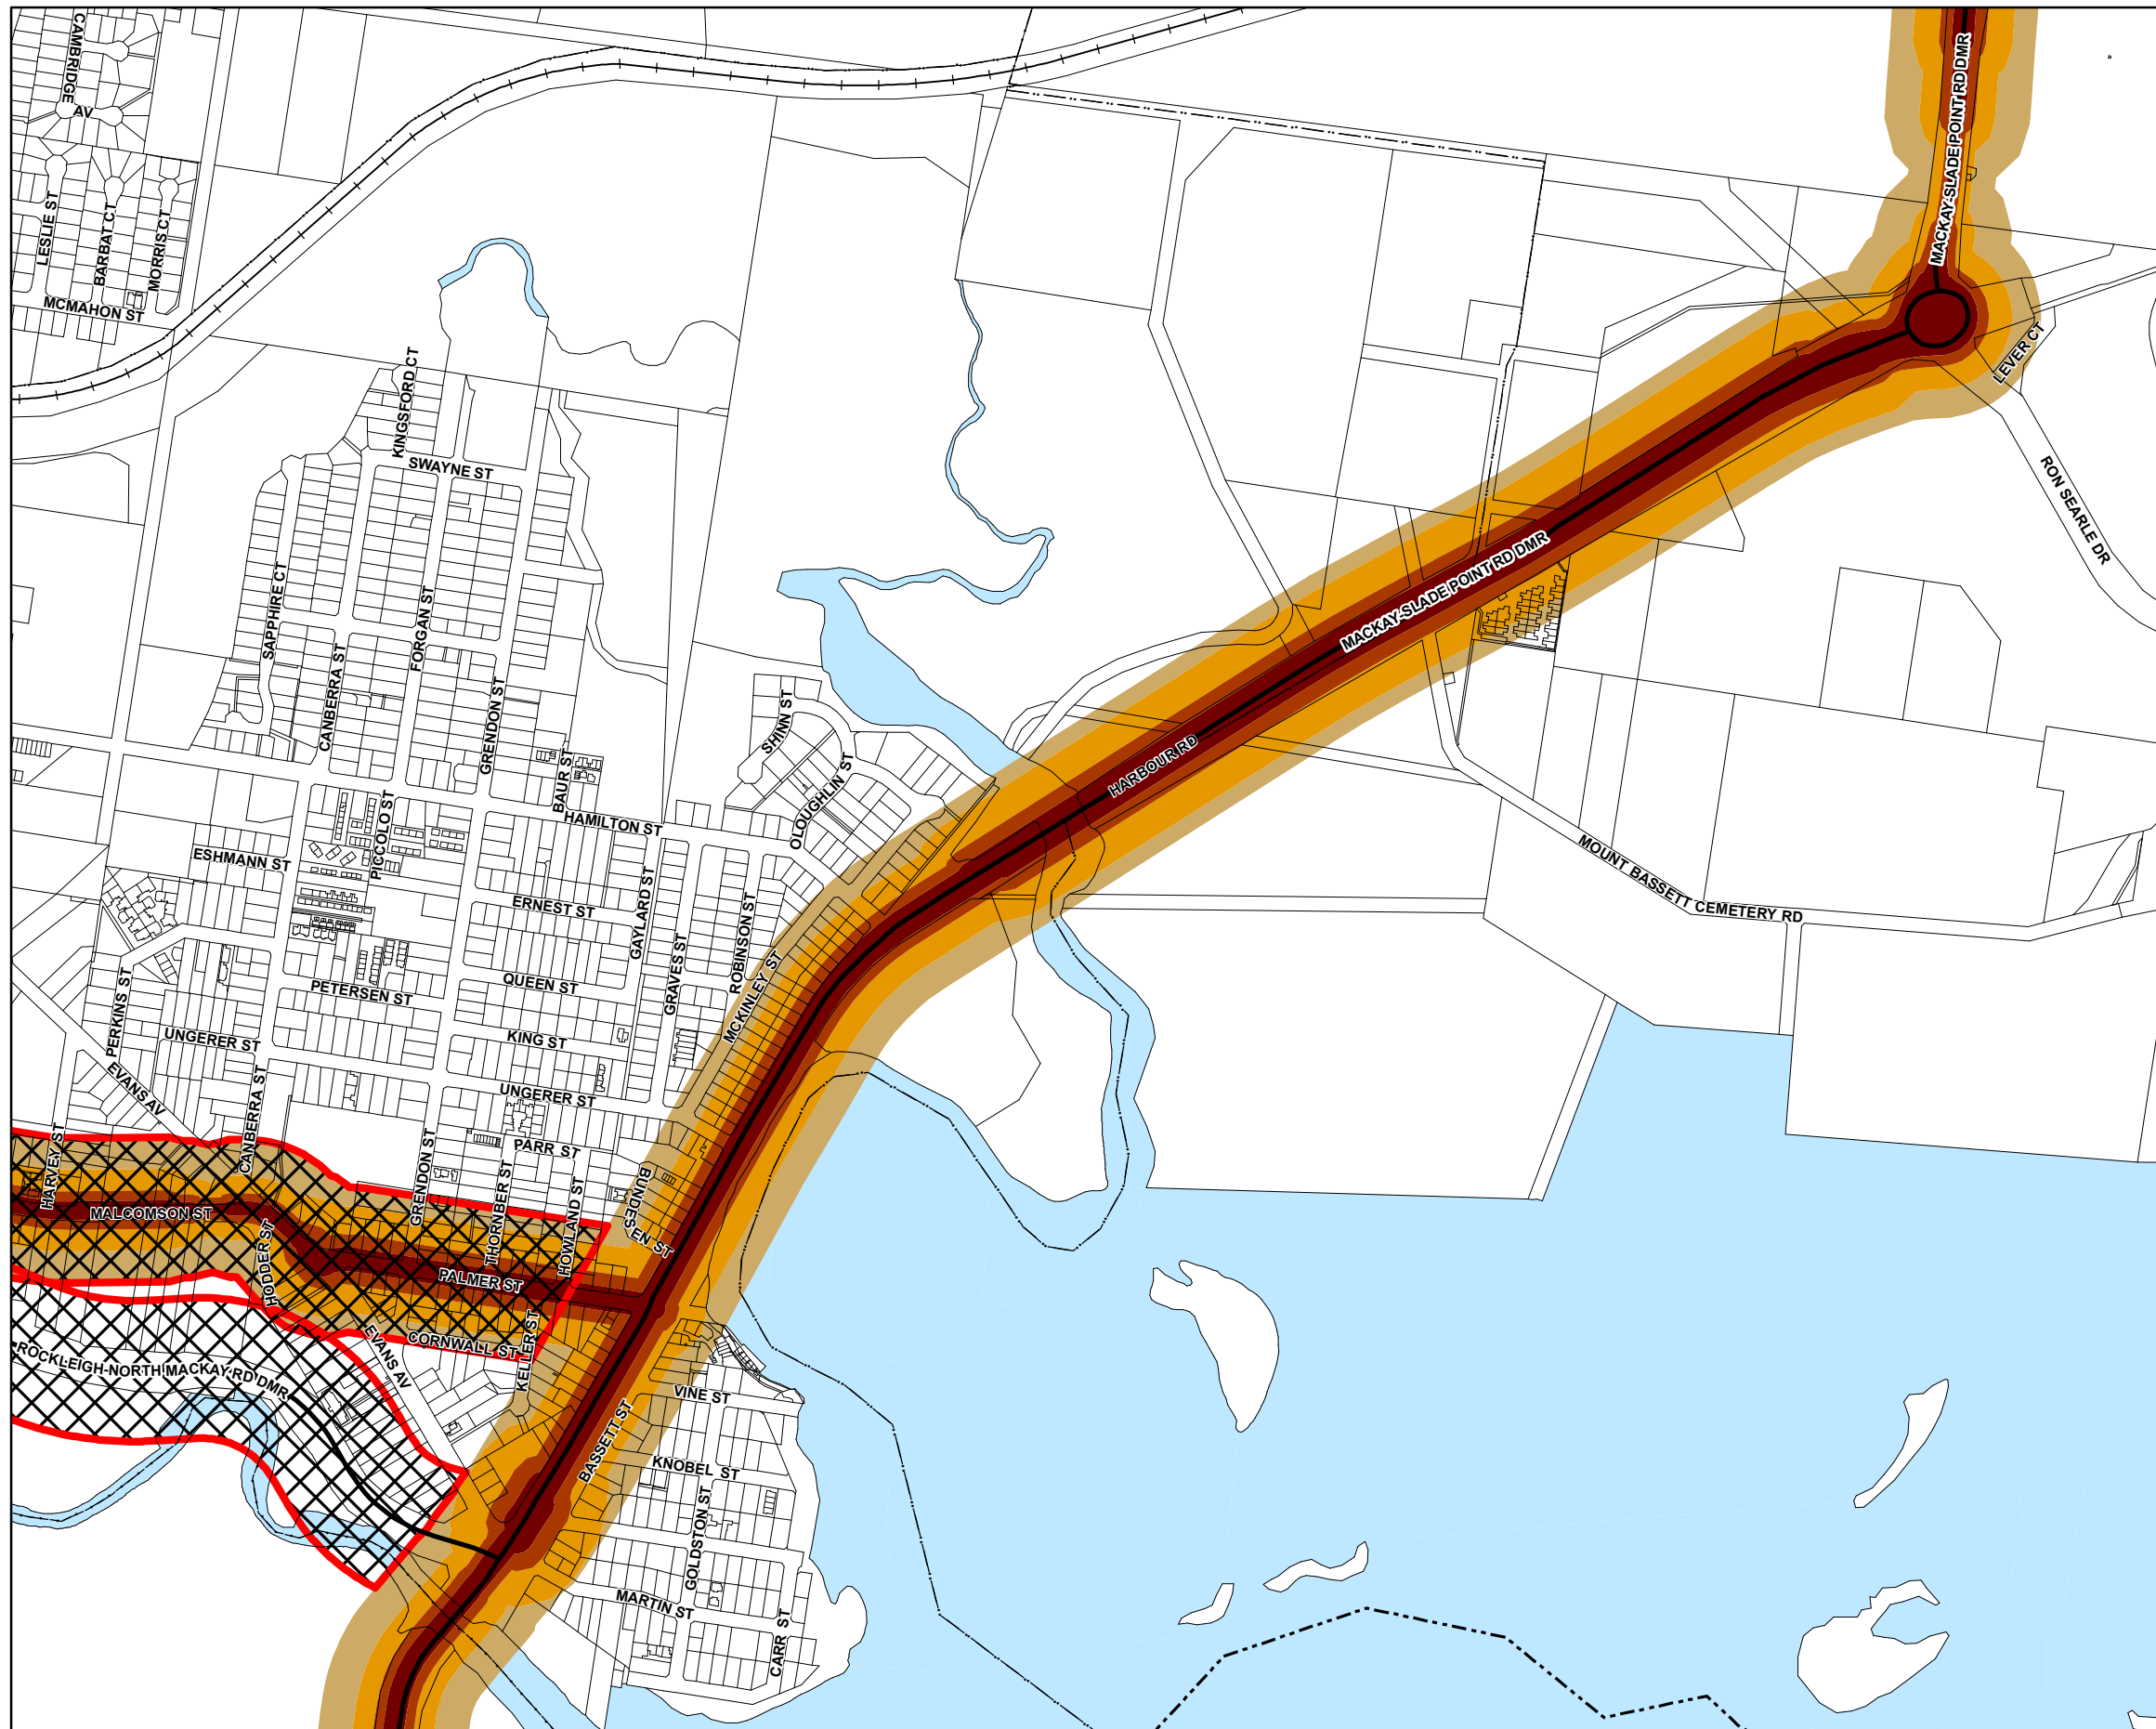 CAMBRIDGE
AV
MACKAY-SLADE POINT RD DMR
LESLIE ST
BARBAT CT
MORRIS CT
MCMAHON ST
MACKAY-SLADE POINT RD DMR
LEVER CT
KINGSFORD CT
SWAYNE ST
RON SEARLE DR
SAPPHIRE CT
FORGAN ST
MACKAY-SLADE POINT RD DMR
CANBERRA ST
GRENDON ST
SHINN ST
HARBOUR RD
BAUR ST
OLOUGHLIN ST
PICCOLO ST
HAMILTON ST
ESHMANN ST
MOUNT BASSETT CEMETERY RD
ERNEST ST
GAYLARD ST
ROBINSON ST
GRAVES ST
MCKINLEY ST
PETERSEN ST
QUEEN ST
PERKINS ST
UNGERER ST
KING ST
EVANS AV
UNGERER ST
CANBERRA ST
PARR ST
HARVEY ST
GRENDON ST
THORNBER ST
HOWLAND ST
BUNDESEN ST
MALCOMSON ST
HODDER ST
PALMER ST
CORNWALL ST
KELLER ST
EVANS AV
ROCKLEIGH-NORTH MACKAY RD DMR
VINE ST
BASSETT ST
KNOBEL ST
GOLDSTON ST
MARTIN ST
CARR ST